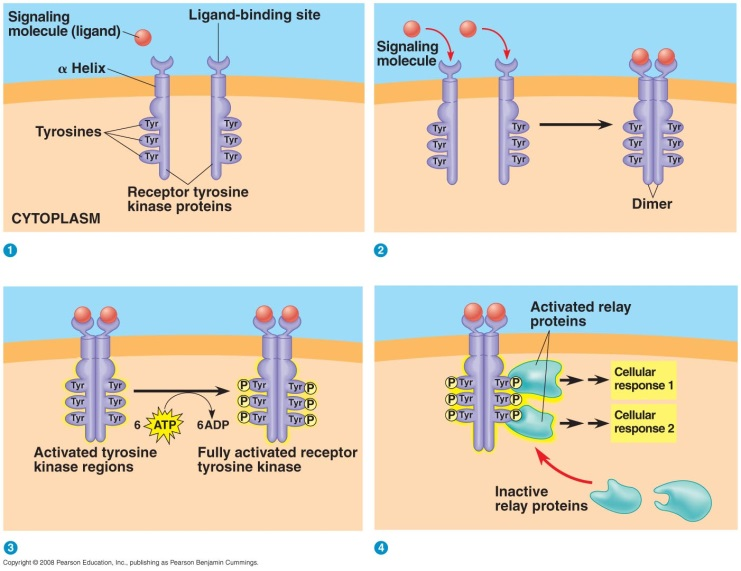 Signaling
molecule (ligand)
Ligand-binding site
α Helix
Tyrosines
Tyr
Tyr
Tyr
Tyr
Tyr
Tyr
Receptor tyrosine
kinase proteins
CYTOPLASM
1
Signaling
molecule
Tyr
Tyr
Tyr
Tyr
Tyr
Tyr
Tyr
Tyr
Tyr
Tyr
Tyr
Tyr
Dimer
2
Tyr
Tyr
Tyr
Tyr
Tyr
Tyr
6 ATP
6ADP
P Tyr Tyr P
P Tyr Tyr P
P Tyr Tyr P
Activated tyrosine
kinase regions
Fully activated receptor
tyrosine kinase
3
Activated relay
proteins
P Tyr Tyr P
P Tyr Tyr P
P Tyr Tyr P
Cellular
response 1
Cellular
response 2
Inactive
relay proteins
4
Copyright © 2008 Pearson Education, Inc., publishing as Pearson Benjamin Cummings.